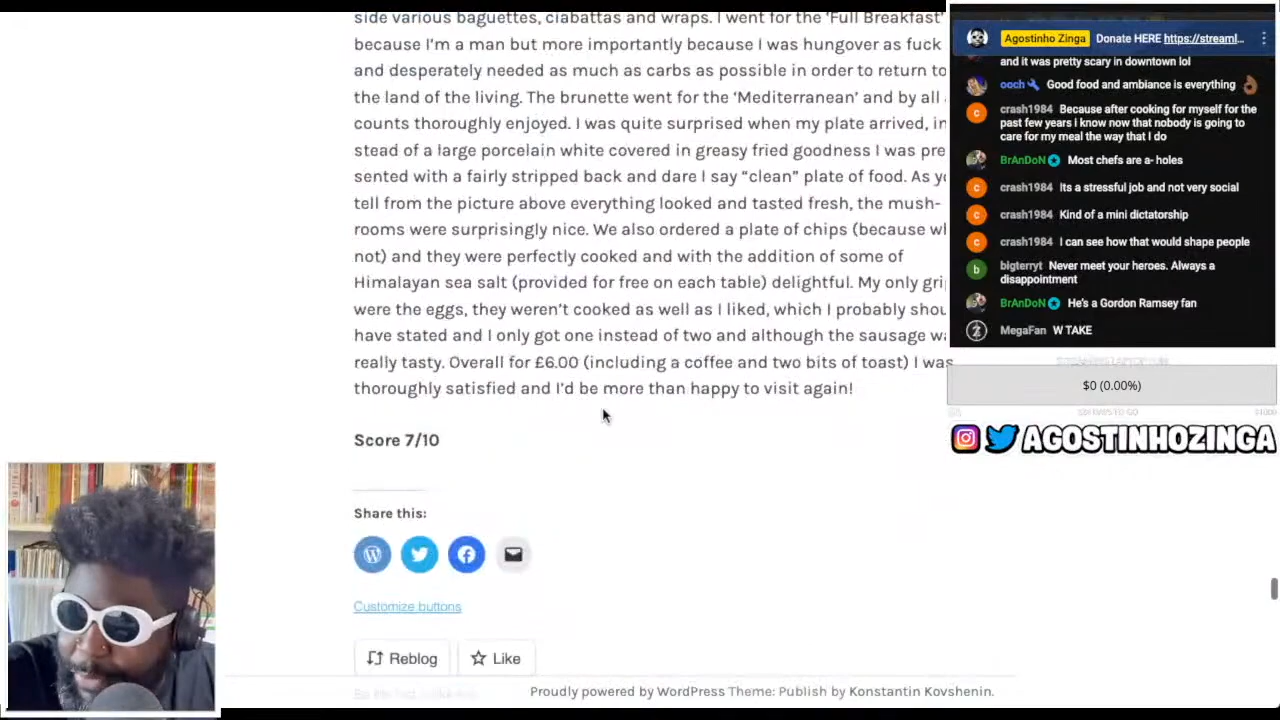 side various baguettes, ciabattas and wraps. I went for the ‘Full Breakfast’
because I’m a man but more importantly because I was hungover as fuck
and desperately needed as much as carbs as possible in order to return to
the land of the living. The brunette went for the ‘Mediterranean’ and by all
counts thoroughly enjoyed. I was quite surprised when my plate arrived, in
stead of a large porcelain white covered in greasy fried goodness I was pre
sented with a fairly stripped back and dare I say “clean” plate of food. As
tell from the picture above everything looked and tasted fresh, the mush-
rooms were surprisingly nice. We also ordered a plate of chips (because
not) and they were perfectly cooked and with the addition of some of
Himalayan sea salt (provided for free on each table) delightful. My only
were the eggs, they weren’t cooked as well as I liked, which I probably
have stated and I only got one instead of two and although the sausage
really tasty. Overall for £6.00 (including a coffee and two bits of toast) I was
thoroughly satisfied and I’d be more than happy to visit again!
Score 7/10
Share this:
Customize buttons
Reblog
Like
Proudly powered by WordPress Theme: Publish by Konstantin Kovshenin.
Agostinho Zinga Donate HERE https://streaml...
and it was pretty scary in downtown lol
ooch Good food and ambiance is everything
crash1984 Because after cooking for myself for the
past few years i know now that nobody is going to
care for my meal the way that I do
BrAnDoN Most chefs are a- holes
crash1984 Its a stressful job and not very social
crash1984 Kind of a mini dictatorship
crash1984 I can see how that would shape people
bigterryt Never meet your heroes. Always a
disappointment
BrAnDoN He’s a Gordon Ramsey fan
MegaFan W TAKE
$0 (0.00%)
$1000
AGOSTINHOZINGA